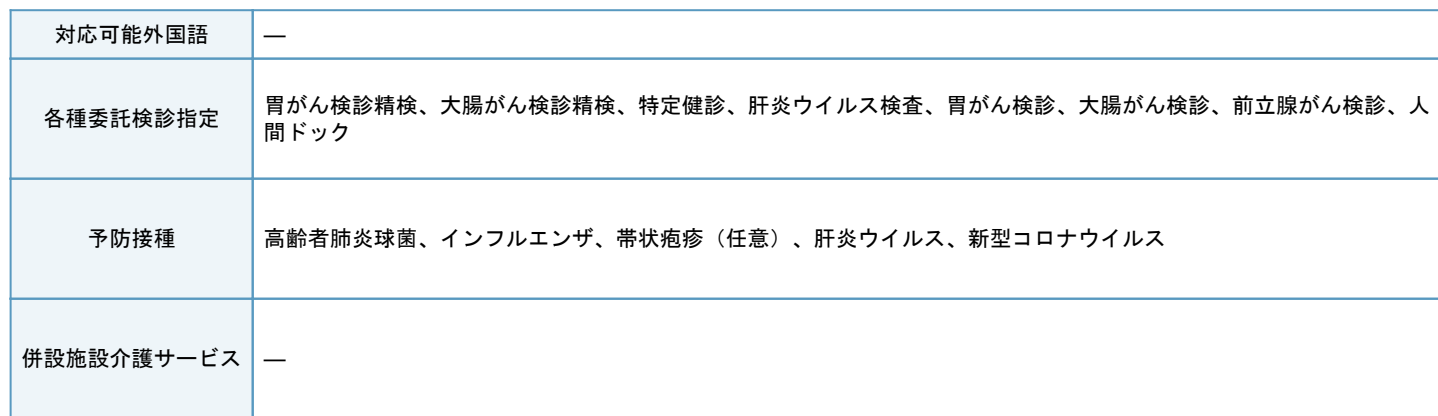 対応可能外国語 —
各種委託検診指定 胃がん検診精検、大腸がん検診精検、特定健診、肝炎ウイルス検査、胃がん検診、大腸がん検診、前立腺がん検診、人
間ドック
予防接種 高齢者肺炎球菌、インフルエンザ、帯状疱疹（任意）、肝炎ウイルス、新型コロナウイルス
併設施設介護サービス —